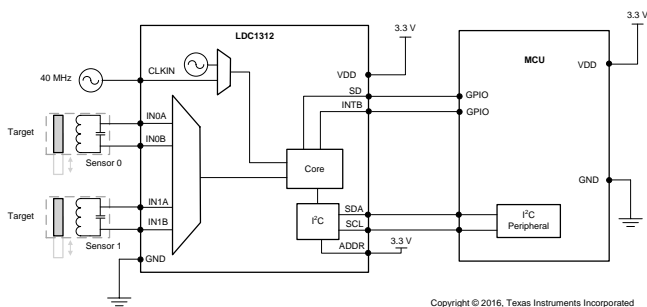 3.3 V
3.3 V
LDC1312
MCU
40 MHz
CLKIN
VDD
VDD
SD
GPIO
INTB
GPIO
IN0A
Target
IN0B
Sensor 0
Core
IN1A
Target
IN1B
Sensor 1
GND
I²C
SDA
SCL
ADDR
3.3 V
GND
I²C
Peripheral
Copyright © 2016, Texas Instruments Incorporated